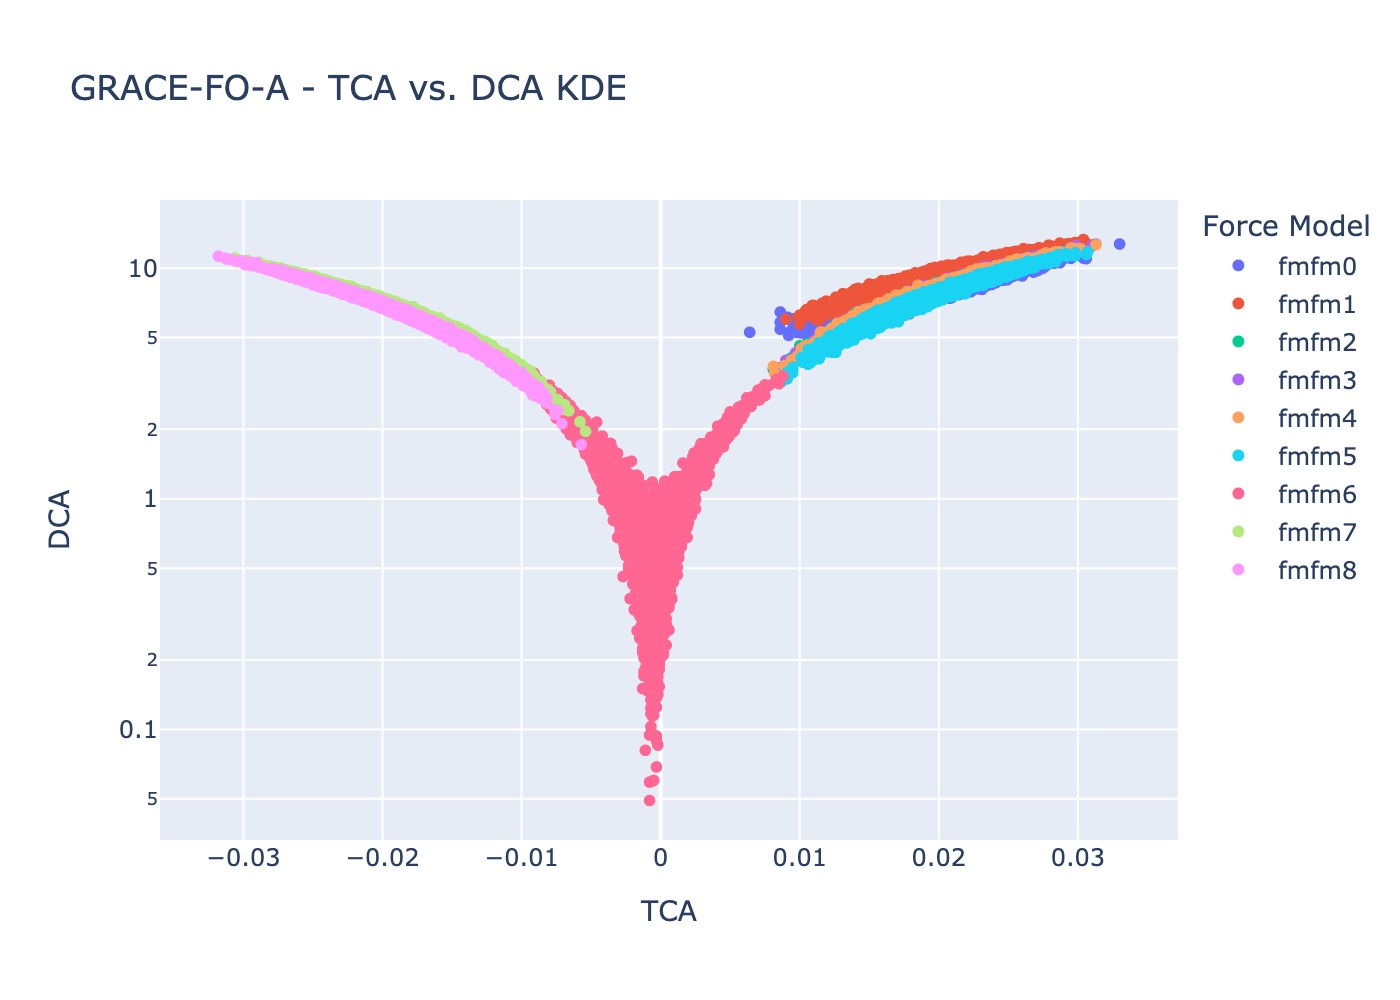 GRACE-FO-A - TCA vs. DCA KDE
Force Model
fmfm0
fmfm1
fmfm2
fmfm3
fmfm4
fmfm5
fmfm6
fmfm7
fmfm8
DCA
10
5
2
1
5
2
0.1
5
−0.03
−0.02
−0.01
0
0.01
0.02
0.03
TCA